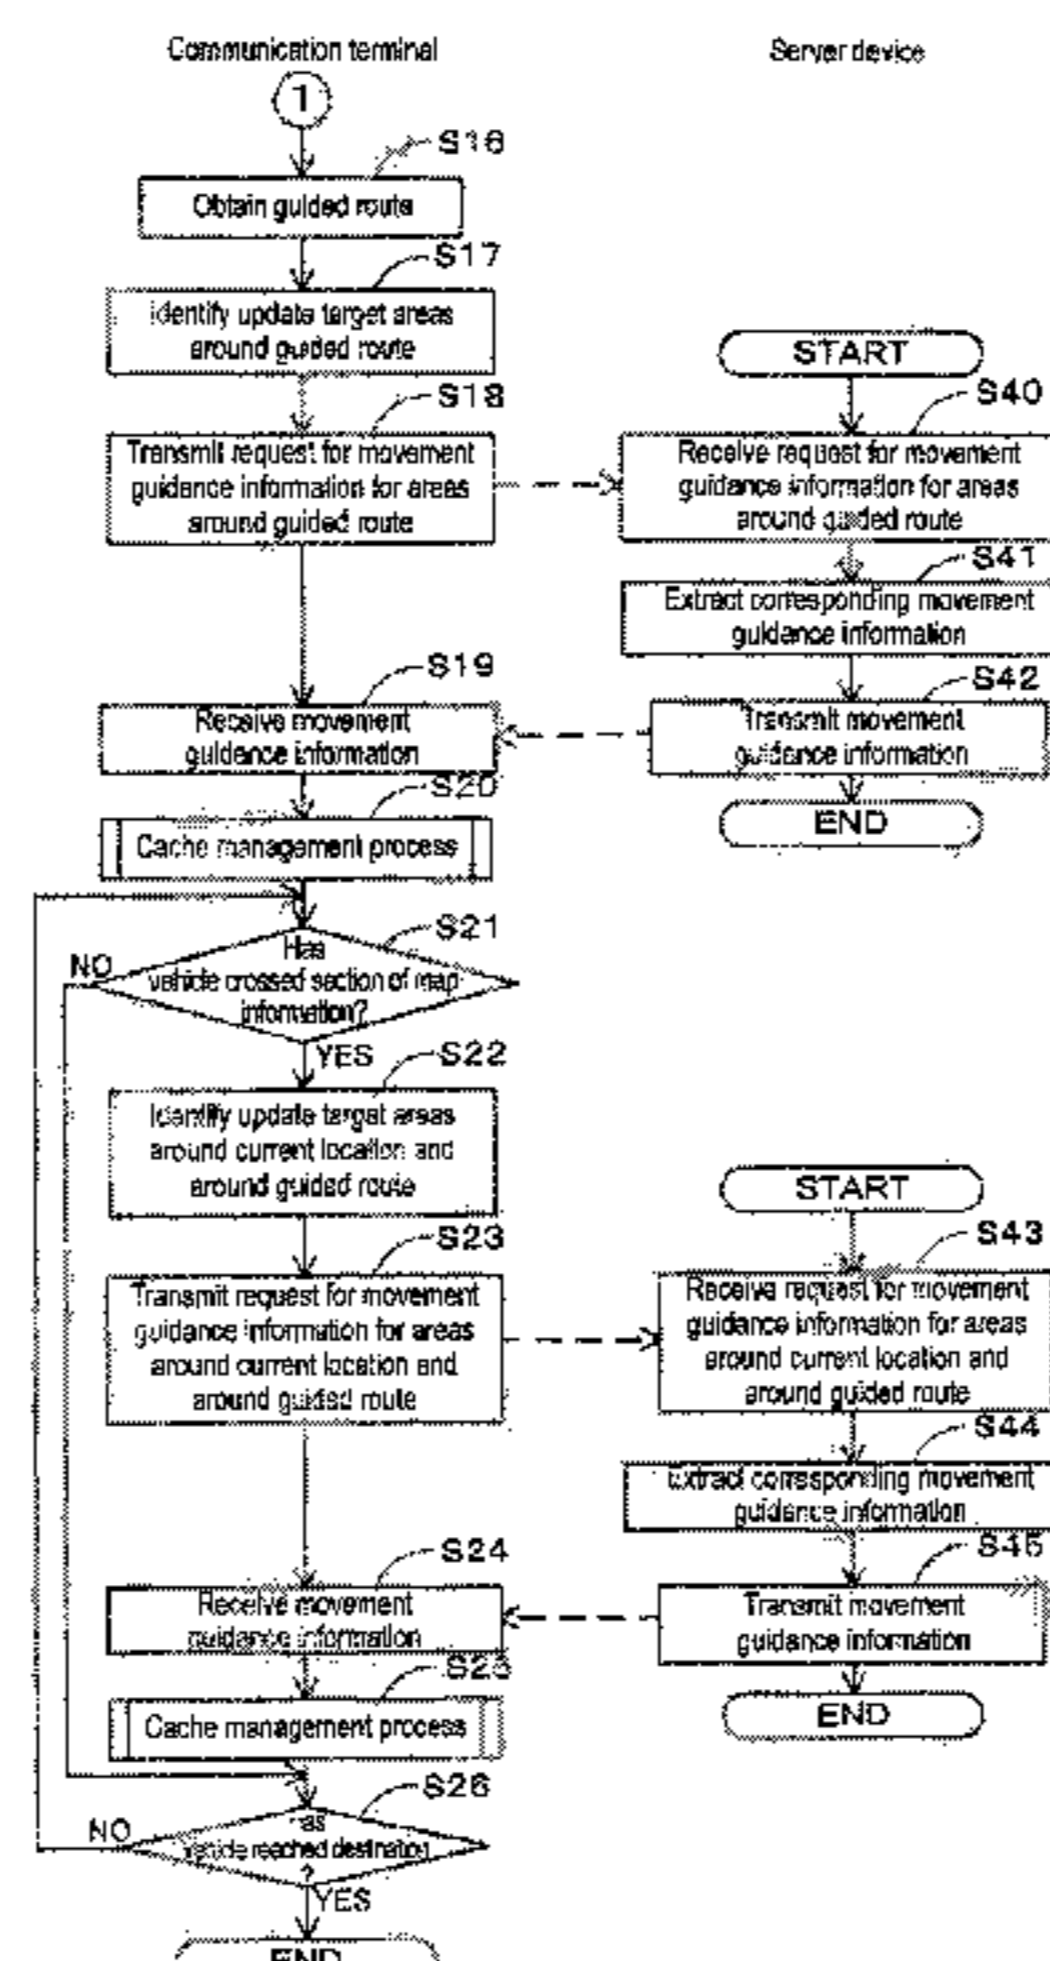 Communication terminal
Server device
1
S16
Obtain guided route
S17
Identify update target areas
around guided route
START
S18
S40
Transmit request for movement
guidance information for areas
around guided route
Receive request for movement
guidance information for areas
around guided route
S41
Extract corresponding movement
guidance information
S19
S42
Receive movement
guidance information
Transmit movement
guidance information
S20
Cache management process
END
S21
NO
Has
vehicle crossed section of map
information?
YES
S22
Identify update target areas
around current location and
around guided route
START
S23
S43
Transmit request for movement
guidance information for areas
around current location and
around guided route
Receive request for movement
guidance information for areas
around current location and
around guided route
S44
Extract corresponding movement
guidance information
S24
S45
Receive movement
guidance information
Transmit movement
guidance information
S25
Cache management process
END
S26
NO
Has
vehicle reached destination
?
YES
END